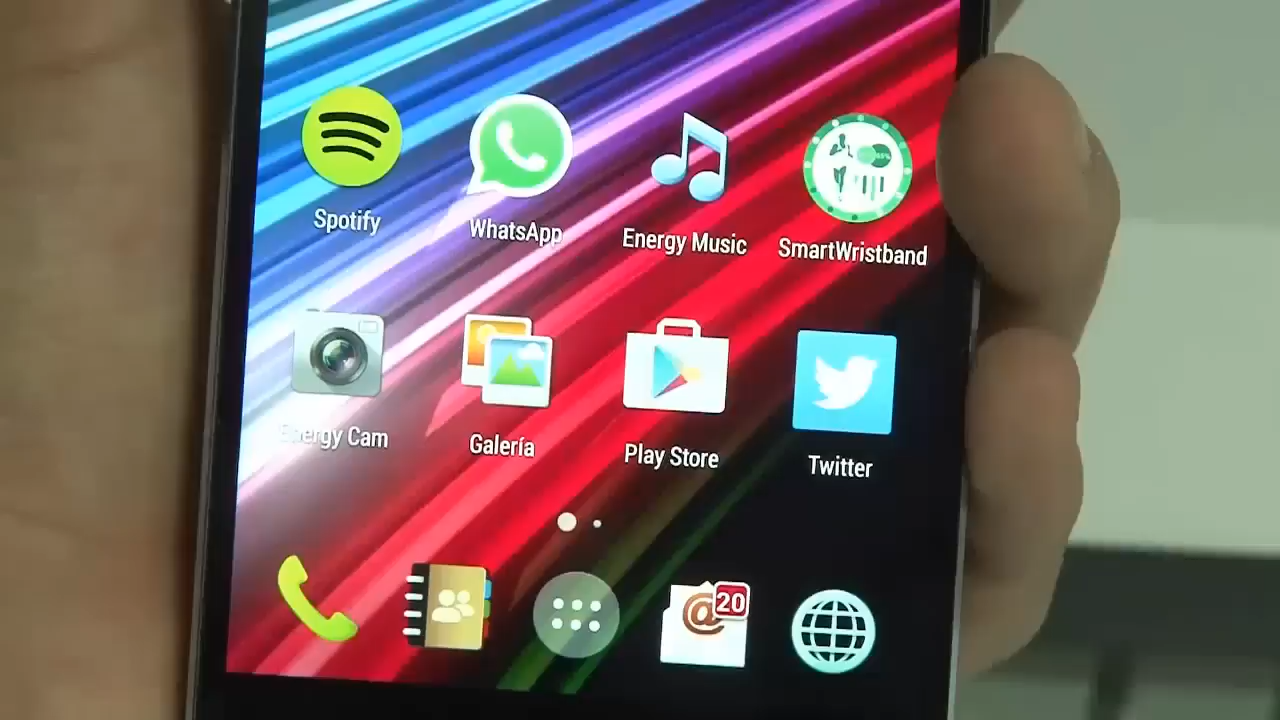 Spotify
WhatsApp
Energy Music
SmartWristband
Energy Cam
Galería
Play Store
Twitter
@
20